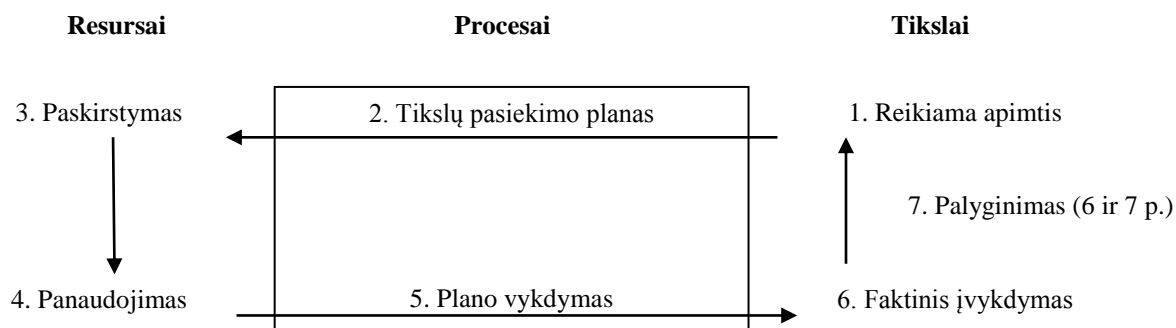 Resursai Procesai Tikslai
3. Paskirstymas 2. Tikslų pasiekimo planas 1. Reikiama apimtis
7. Palyginimas (6 ir 7 p.)
4. Panaudojimas 5. Plano vykdymas 6. Faktinis įvykdymas